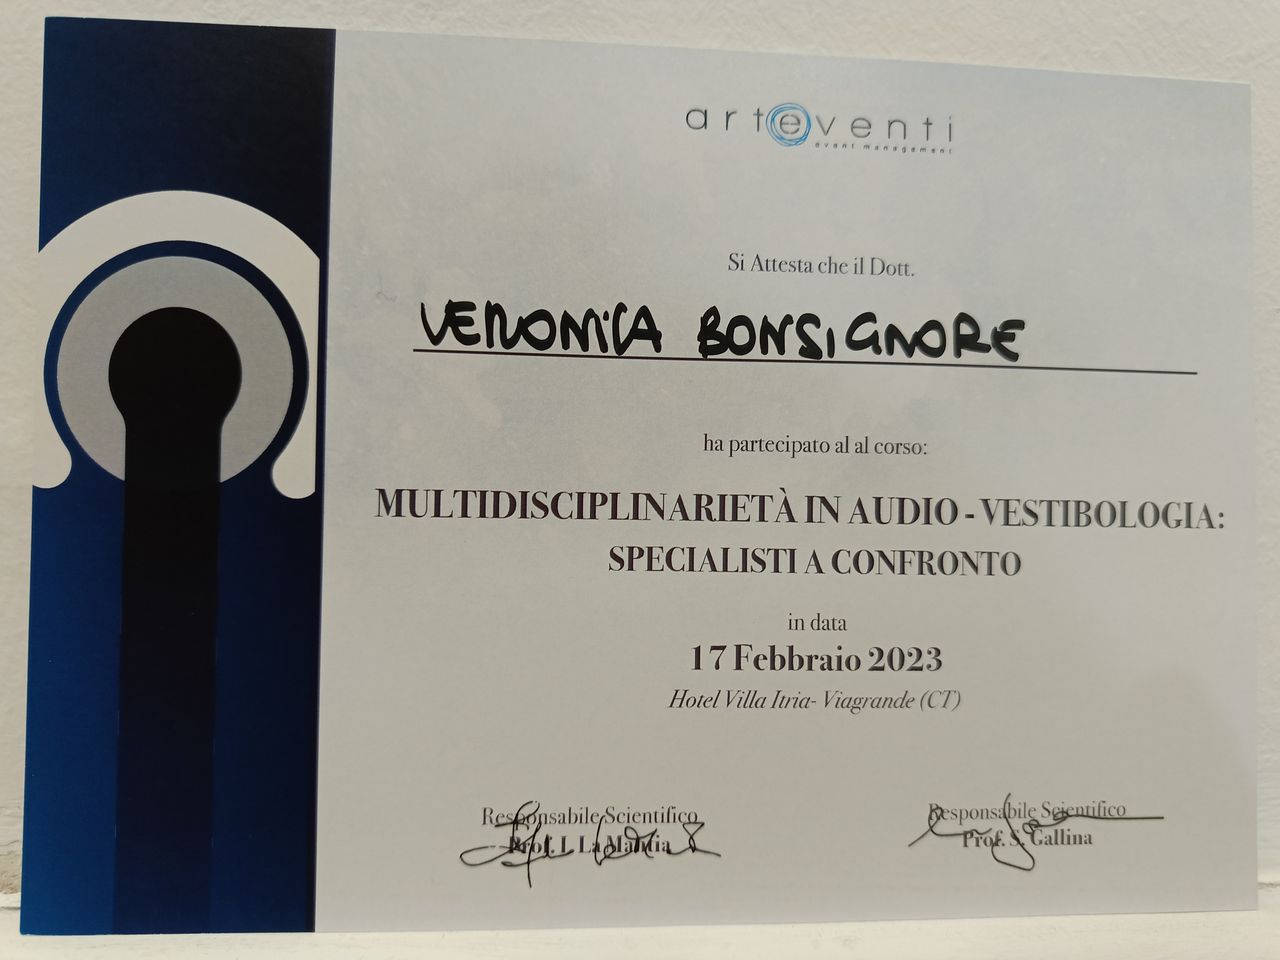 arteventi
event management
Si Attesta che il Dott.
VERONICA BONSIGNORE
ha partecipato al al corso:
MULTIDISCIPLINARIETÀ IN AUDIO - VESTIBOLOGIA:
SPECIALISTI A CONFRONTO
in data
17 Febbraio 2023
Hotel Villa Itria- Viagrande (CT)
Responsabile Scientifico
Prof. I. La Mantia
Responsabile Scientifico
Prof. S. Gallina